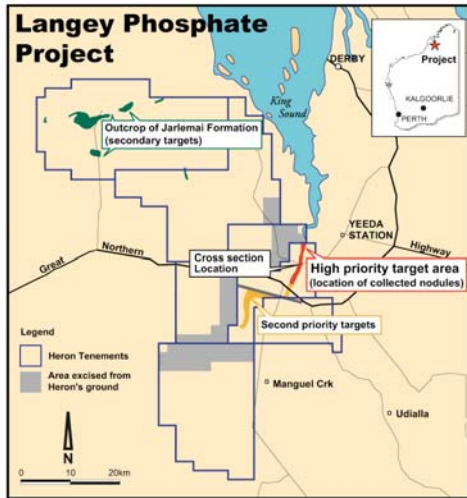 Langey Phosphate
Project
DERBY
Project
KALGOORLIE
PERTH
King
Sound
Outcrop of Jarlemai Formation
(secondary targets)
YEEDA
STATION
Highway
Great
Northern
Cross section
Location
High priority target area
(location of collected nodules)
Second priority targets
Legend
Heron Tenements
Area excised from
Heron's ground
Manguel Crk
Udialla
N
0 10 20km